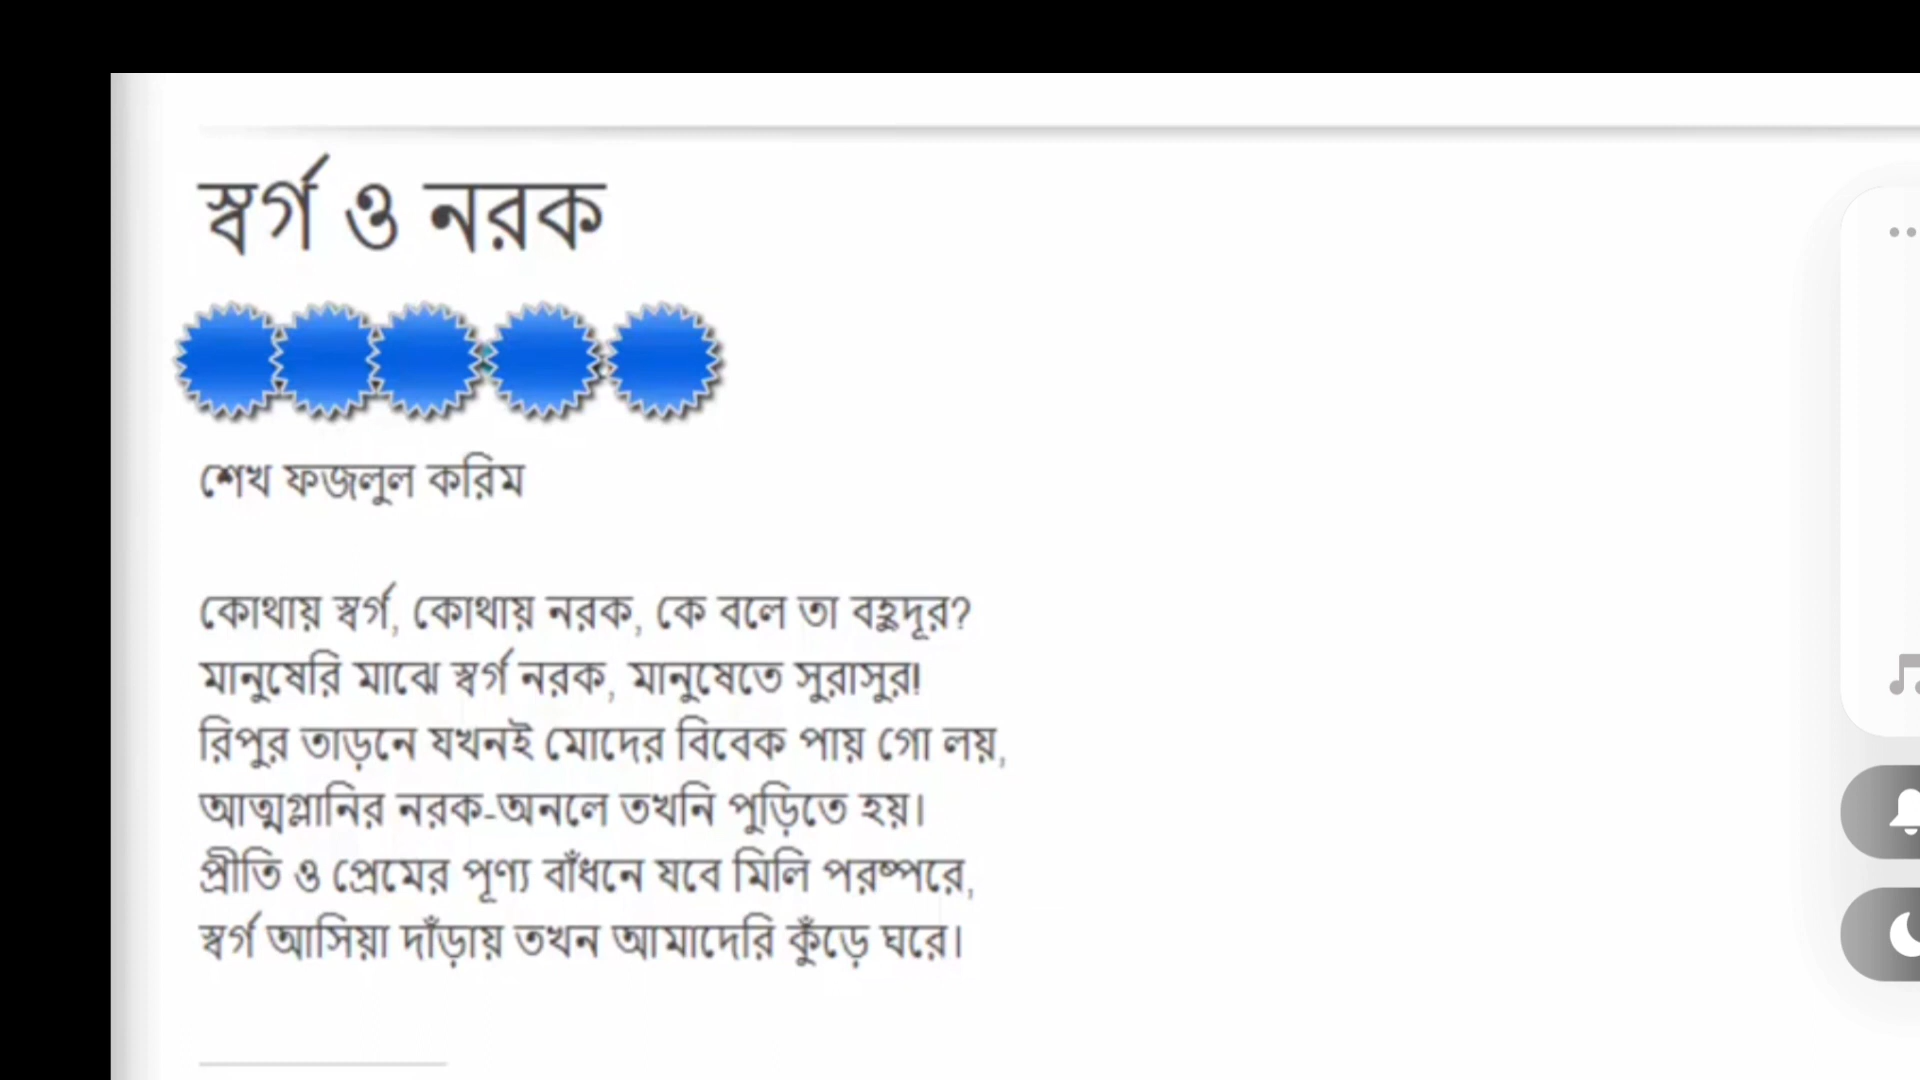 স্বর্গ ও নরক
শেখ ফজলুল করিম
কোথায় স্বর্গ, কোথায় নরক, কে বলে তা বহুদূর?
মানুষেরি মাঝে স্বর্গ নরক, মানুষেতে সুরাসুর!
রিপুর তাড়নে যখনই মোদের বিবেক পায় গো লয়,
আত্মগ্লানির নরক-অনলে তখনি পুড়িতে হয়।
প্রীতি ও প্রেমের পূণ্য বাঁধনে যবে মিলি পরষ্পরে,
স্বর্গ আসিয়া দাঁড়ায় তখন আমাদেরি কুঁড়ে ঘরে।